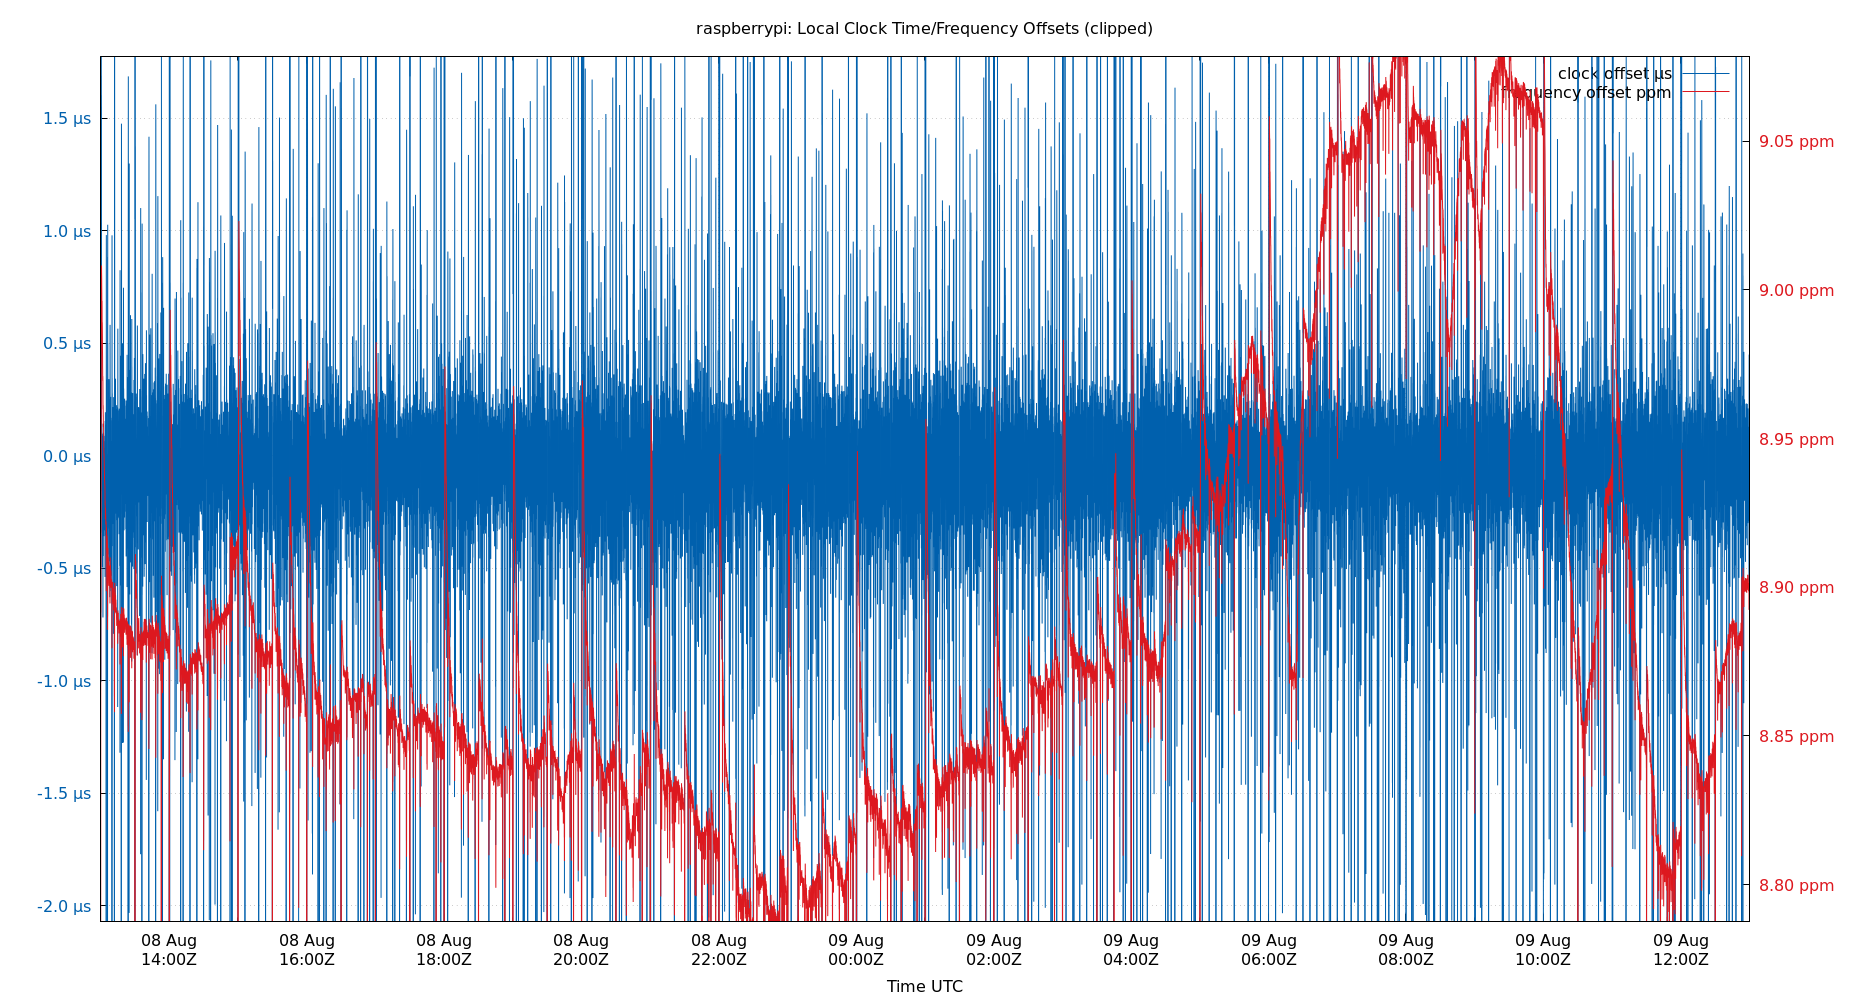 raspberrypi: Local Clock Time/Frequency Offsets (clipped)
clock offset µs
frequency offset ppm
1.5 µs
1.0 µs
0.5 µs
0.0 µs
-0.5 µs
-1.0 µs
-1.5 µs
-2.0 µs
9.05 ppm
9.00 ppm
8.95 ppm
8.90 ppm
8.85 ppm
8.80 ppm
08 Aug 08 Aug 08 Aug 08 Aug 08 Aug 09 Aug 09 Aug 09 Aug 09 Aug 09 Aug 09 Aug 09 Aug
14:00Z 16:00Z 18:00Z 20:00Z 22:00Z 00:00Z 02:00Z 04:00Z 06:00Z 08:00Z 10:00Z 12:00Z
Time UTC